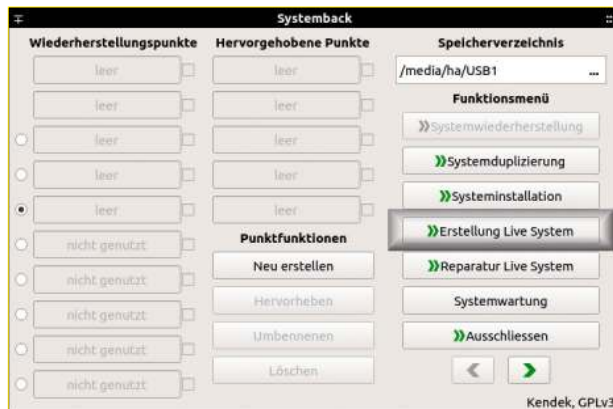 Systemback
Wiederherstellungspunkte
leer
leer
leer
leer
leer
nicht genutzt
nicht genutzt
nicht genutzt
nicht genutzt
nicht genutzt
Hervorgehobene Punkte
leer
leer
leer
leer
leer
Punktfunktionen
Neu erstellen
Hervorheben
Umbennenen
Löschen
Speicherverzeichnis
/media/ha/USB1 ...
Funktionsmenü
»Systemwiederherstellung
»Systemduplizierung
»Systeminstallation
»Erstellung Live System
»Reparatur Live System
Systemwartung
»Ausschliessen
< >
Kendek, GPLv3